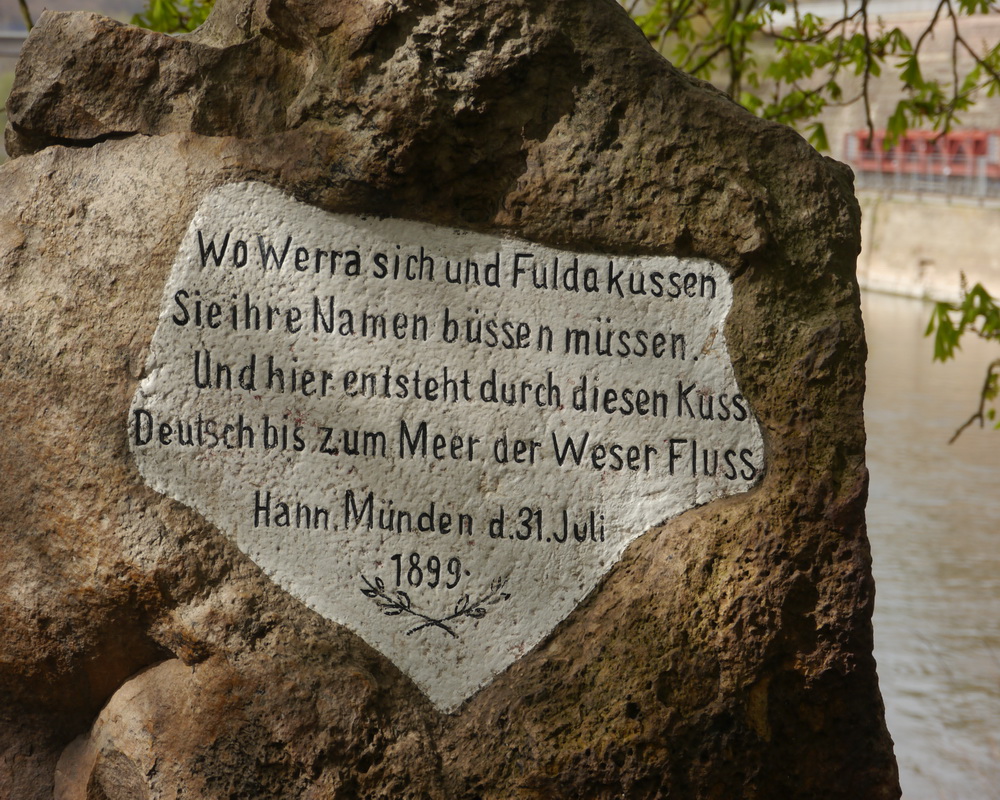 Wo Werra sich und Fulda kussen
Sie ihre Namen büssen müssen.
Und hier entsteht durch diesen Kuss
Deutsch bis zum Meer der Weser Fluss
Hann. Münden d. 31. Juli
1899.